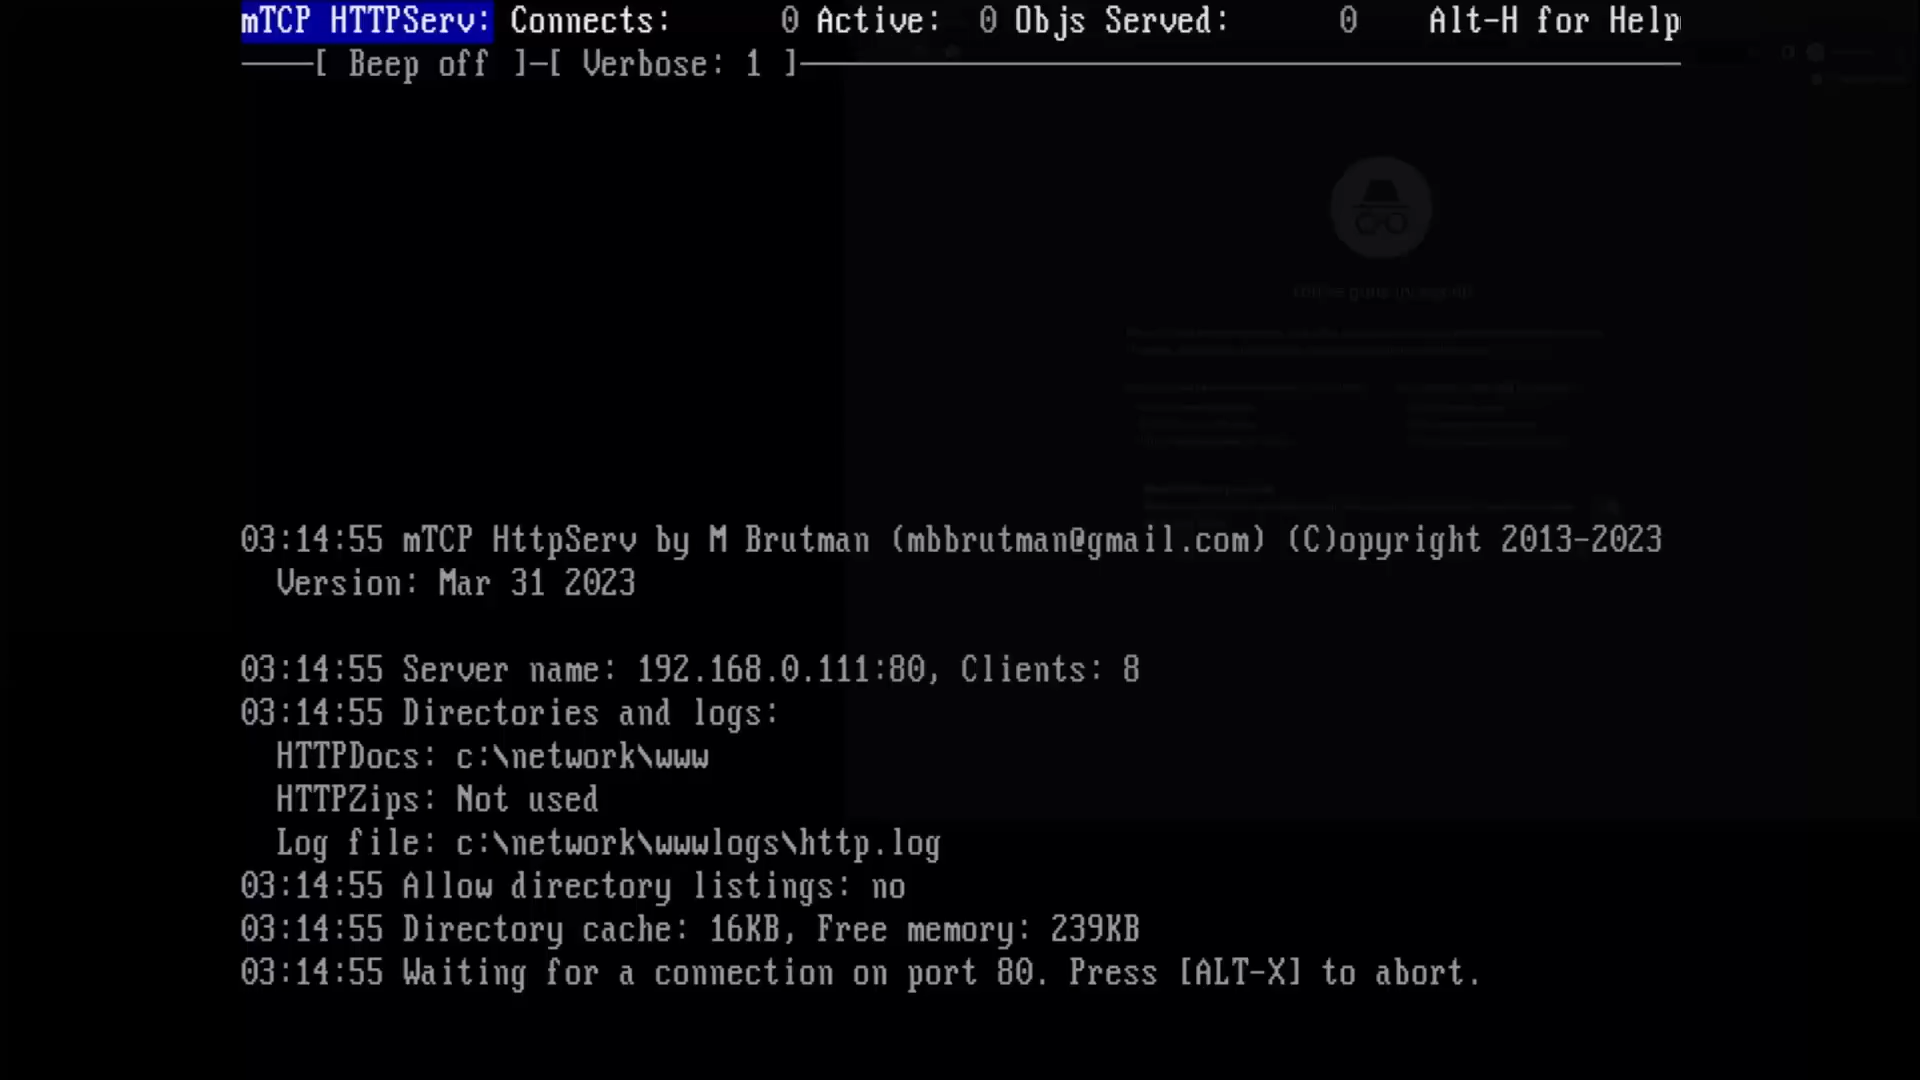 mTCP HTTPServ: Connects: 0 Active: 0 Objs Served: 0 Alt-H for Help
────[ Beep off ]─[ Verbose: 1 ]─────────────────────────────────────────────────
03:14:55 mTCP HttpServ by M Brutman (mbbrutman@gmail.com) (C)opyright 2013-2023
Version: Mar 31 2023
03:14:55 Server name: 192.168.0.111:80, Clients: 8
03:14:55 Directories and logs:
HTTPDocs: c:\network\www
HTTPZips: Not used
Log file: c:\network\wwwlogs\http.log
03:14:55 Allow directory listings: no
03:14:55 Directory cache: 16KB, Free memory: 239KB
03:14:55 Waiting for a connection on port 80. Press [ALT-X] to abort.